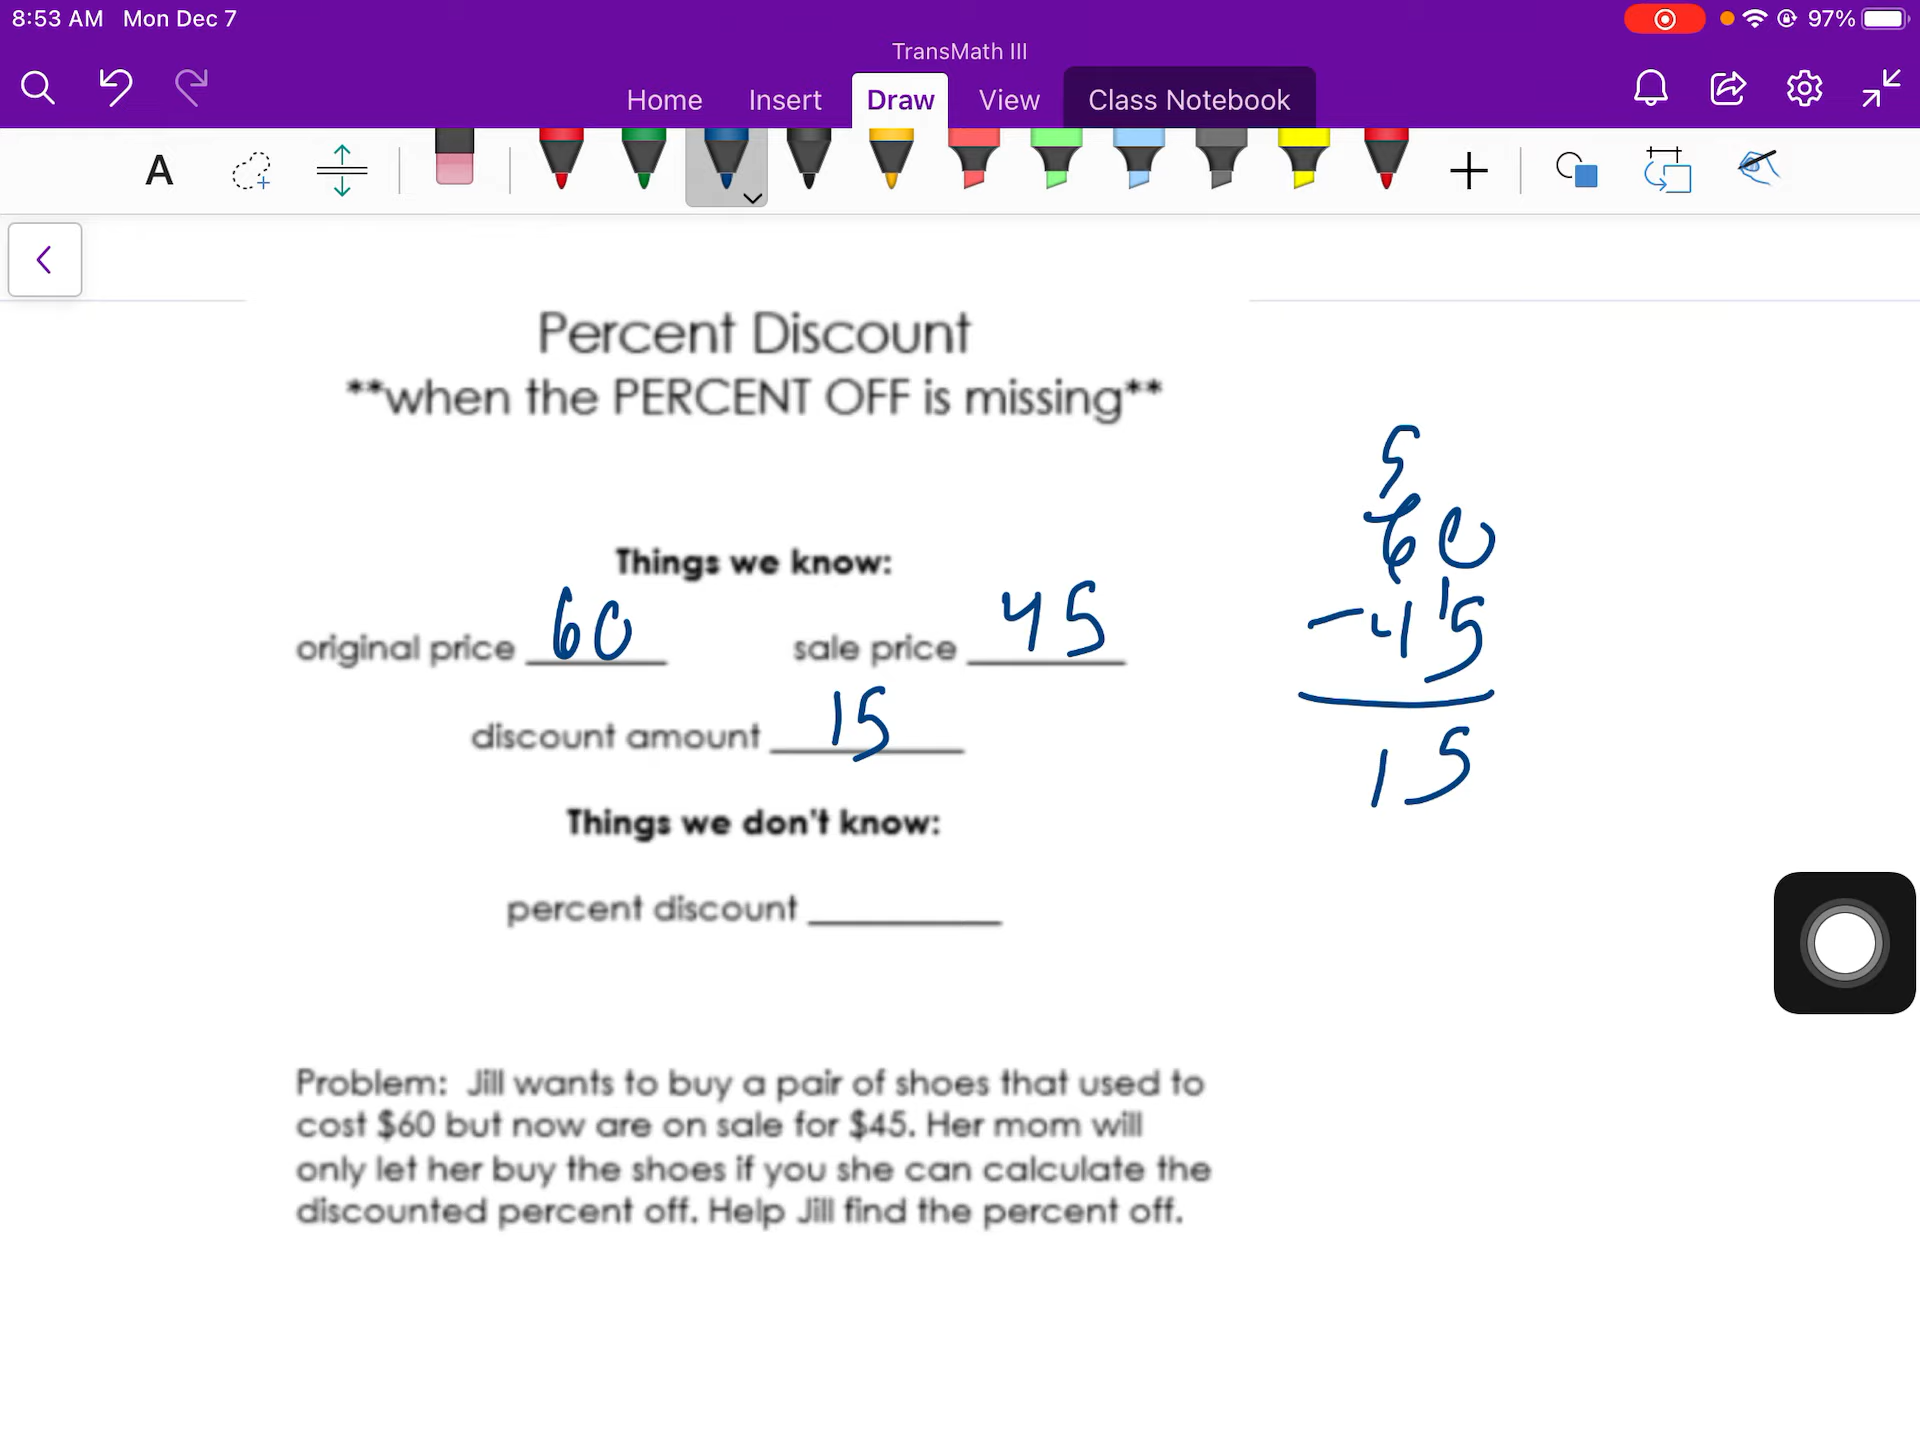 8:53 AM Mon Dec 7
97%
TransMath III
Home Insert Draw View Class Notebook
A
Percent Discount
**when the PERCENT OFF is missing**
Things we know:
original price 60 sale price 45
discount amount 15
Things we don't know:
percent discount
5
60
1
-45
15
Problem: Jill wants to buy a pair of shoes that used to
cost $60 but now are on sale for $45. Her mom will
only let her buy the shoes if you she can calculate the
discounted percent off. Help Jill find the percent off.